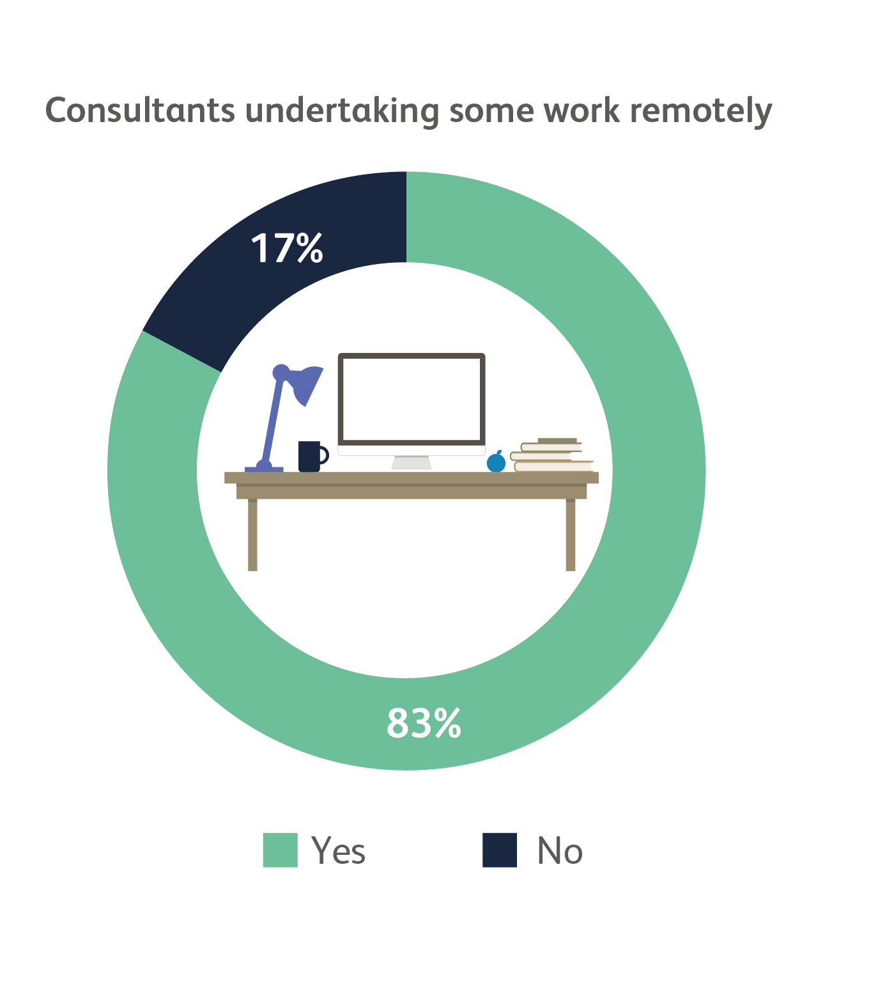 Consultants undertaking some work remotely
17%
83%
Yes
No